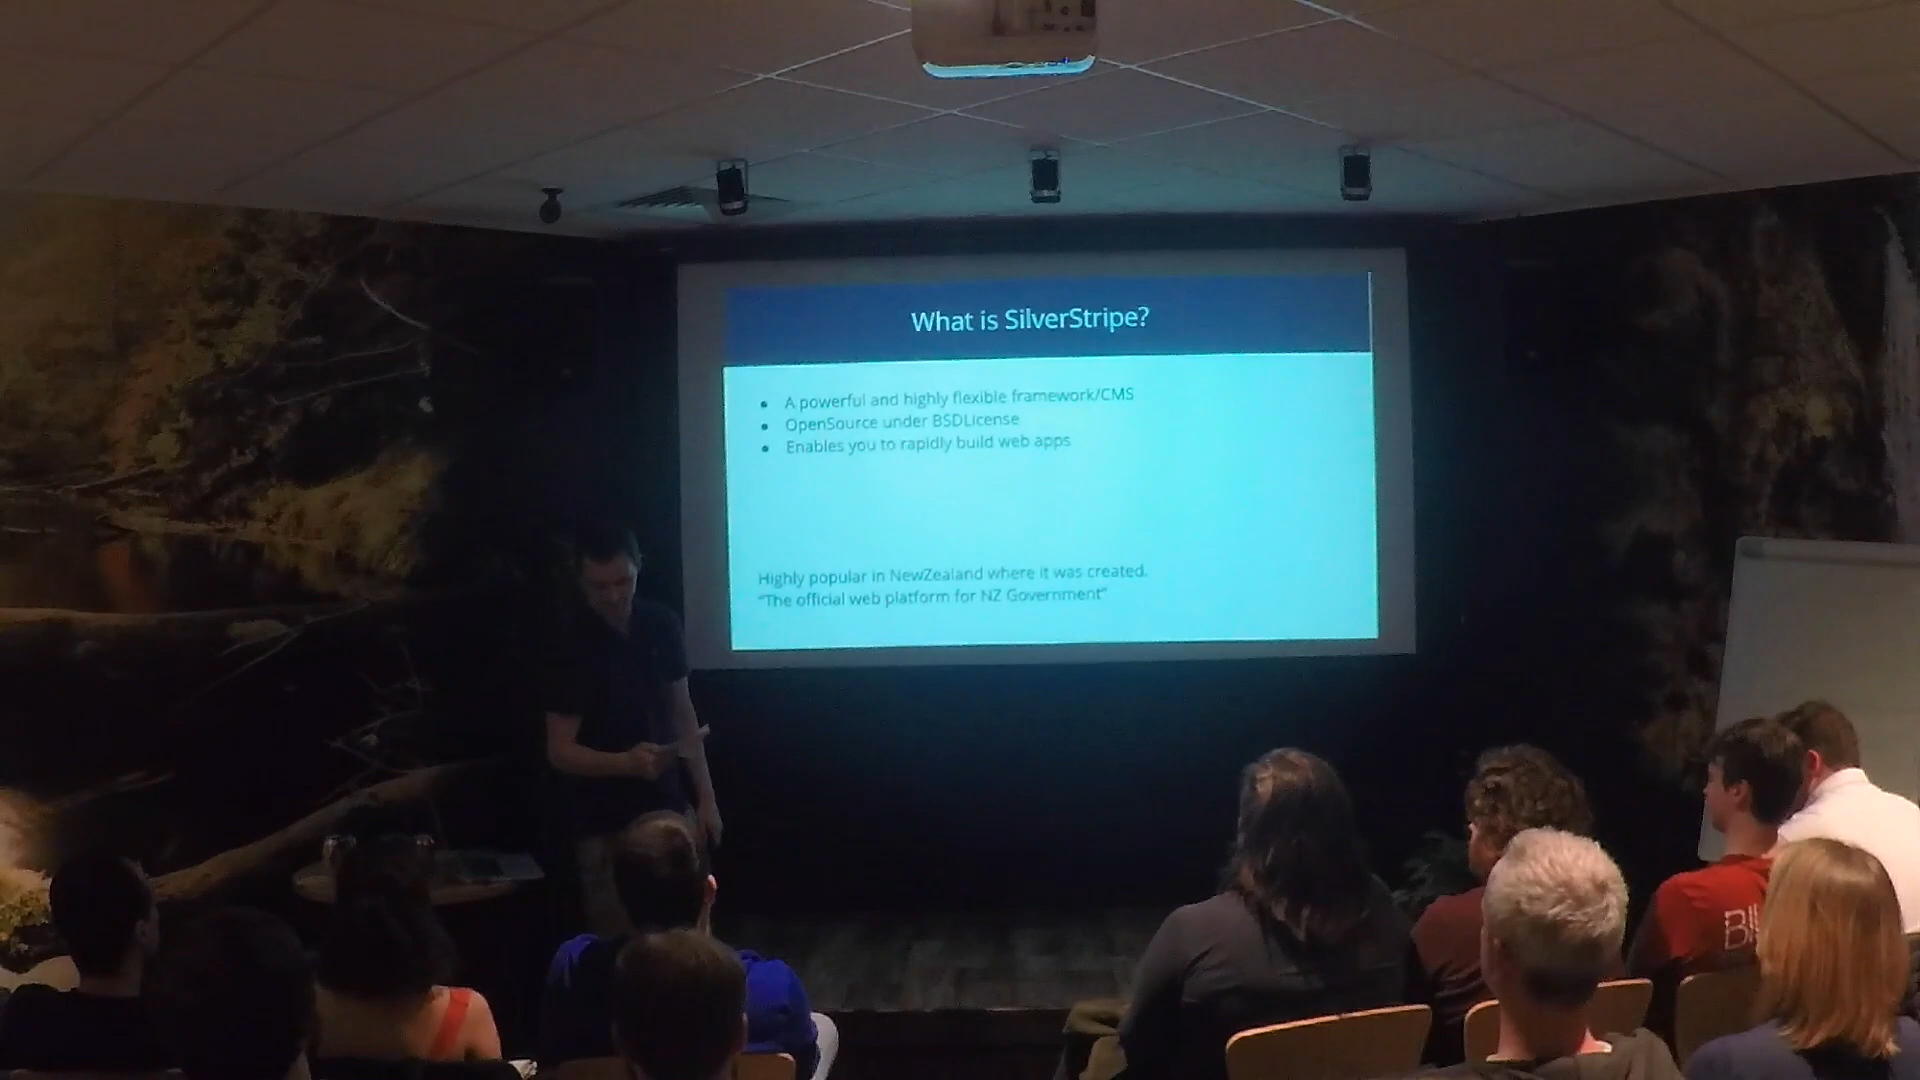 What is SilverStripe?
• A powerful and highly flexible framework/CMS
• OpenSource under BSDLicense
• Enables you to rapidly build web apps
Highly popular in NewZealand where it was created.
"The official web platform for NZ Government"